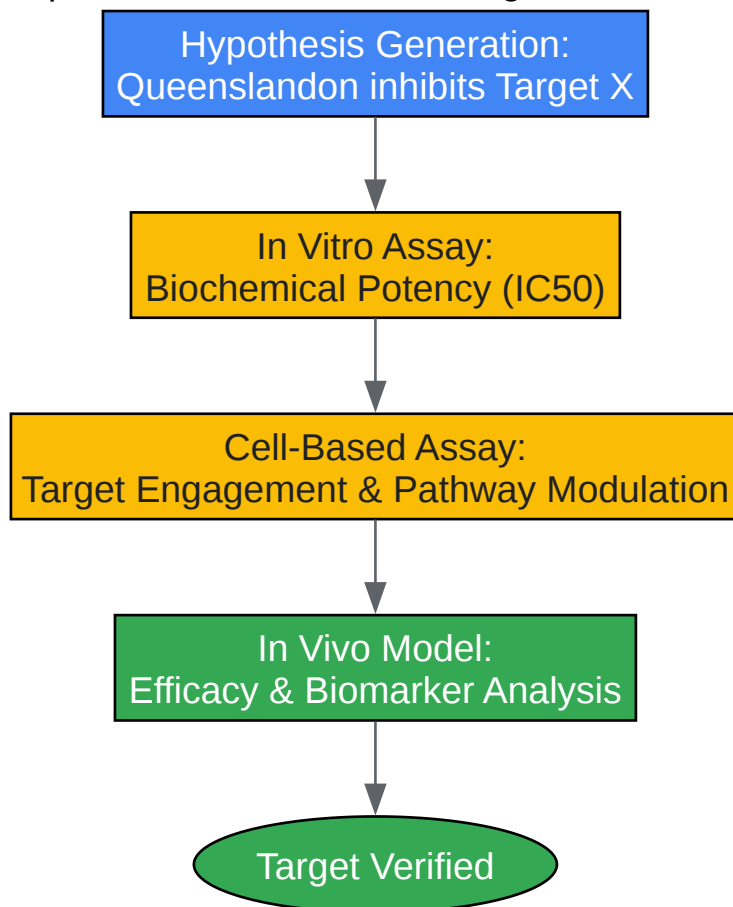 Hypothesis Generation:
Queenslandon inhibits Target X
In Vitro Assay:
Biochemical Potency (IC50)
Cell-Based Assay:
Target Engagement & Pathway Modulation
In Vivo Model:
Efficacy & Biomarker Analysis
Target Verified